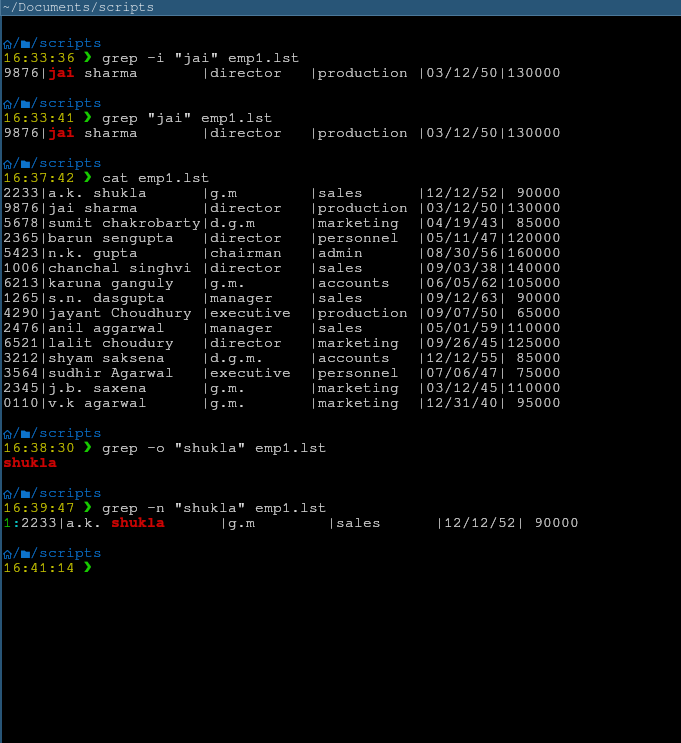 ~/Documents/scripts
/ /scripts
16:33:36 ❯ grep -i "jai" emp1.lst
9876|jai sharma        |director   |production |03/12/50|130000
/ /scripts
16:33:41 ❯ grep "jai" emp1.lst
9876|jai sharma        |director   |production |03/12/50|130000
/ /scripts
16:37:42 ❯ cat emp1.lst
2233|a.k. shukla      |g.m        |sales      |12/12/52| 90000
9876|jai sharma       |director   |production |03/12/50|130000
5678|sumit chakrobarty|d.g.m      |marketing  |04/19/43| 85000
2365|barun sengupta   |director   |personnel  |05/11/47|120000
5423|n.k. gupta       |chairman   |admin      |08/30/56|160000
1006|chanchal singhvi |director   |sales      |09/03/38|140000
6213|karuna ganguly   |g.m.       |accounts   |06/05/62|105000
1265|s.n. dasgupta    |manager    |sales      |09/12/63| 90000
4290|jayant Choudhury |executive  |production |09/07/50| 65000
2476|anil aggarwal    |manager    |sales      |05/01/59|110000
6521|lalit choudury   |director   |marketing  |09/26/45|125000
3212|shyam saksena    |d.g.m.     |accounts   |12/12/55| 85000
3564|sudhir Agarwal   |executive  |personnel  |07/06/47| 75000
2345|j.b. saxena      |g.m.       |marketing  |03/12/45|110000
0110|v.k agarwal      |g.m.       |marketing  |12/31/40| 95000
/ /scripts
16:38:30 ❯ grep -o "shukla" emp1.lst
shukla
/ /scripts
16:39:47 ❯ grep -n "shukla" emp1.lst
1:2233|a.k. shukla      |g.m        |sales      |12/12/52| 90000
/ /scripts
16:41:14 ❯